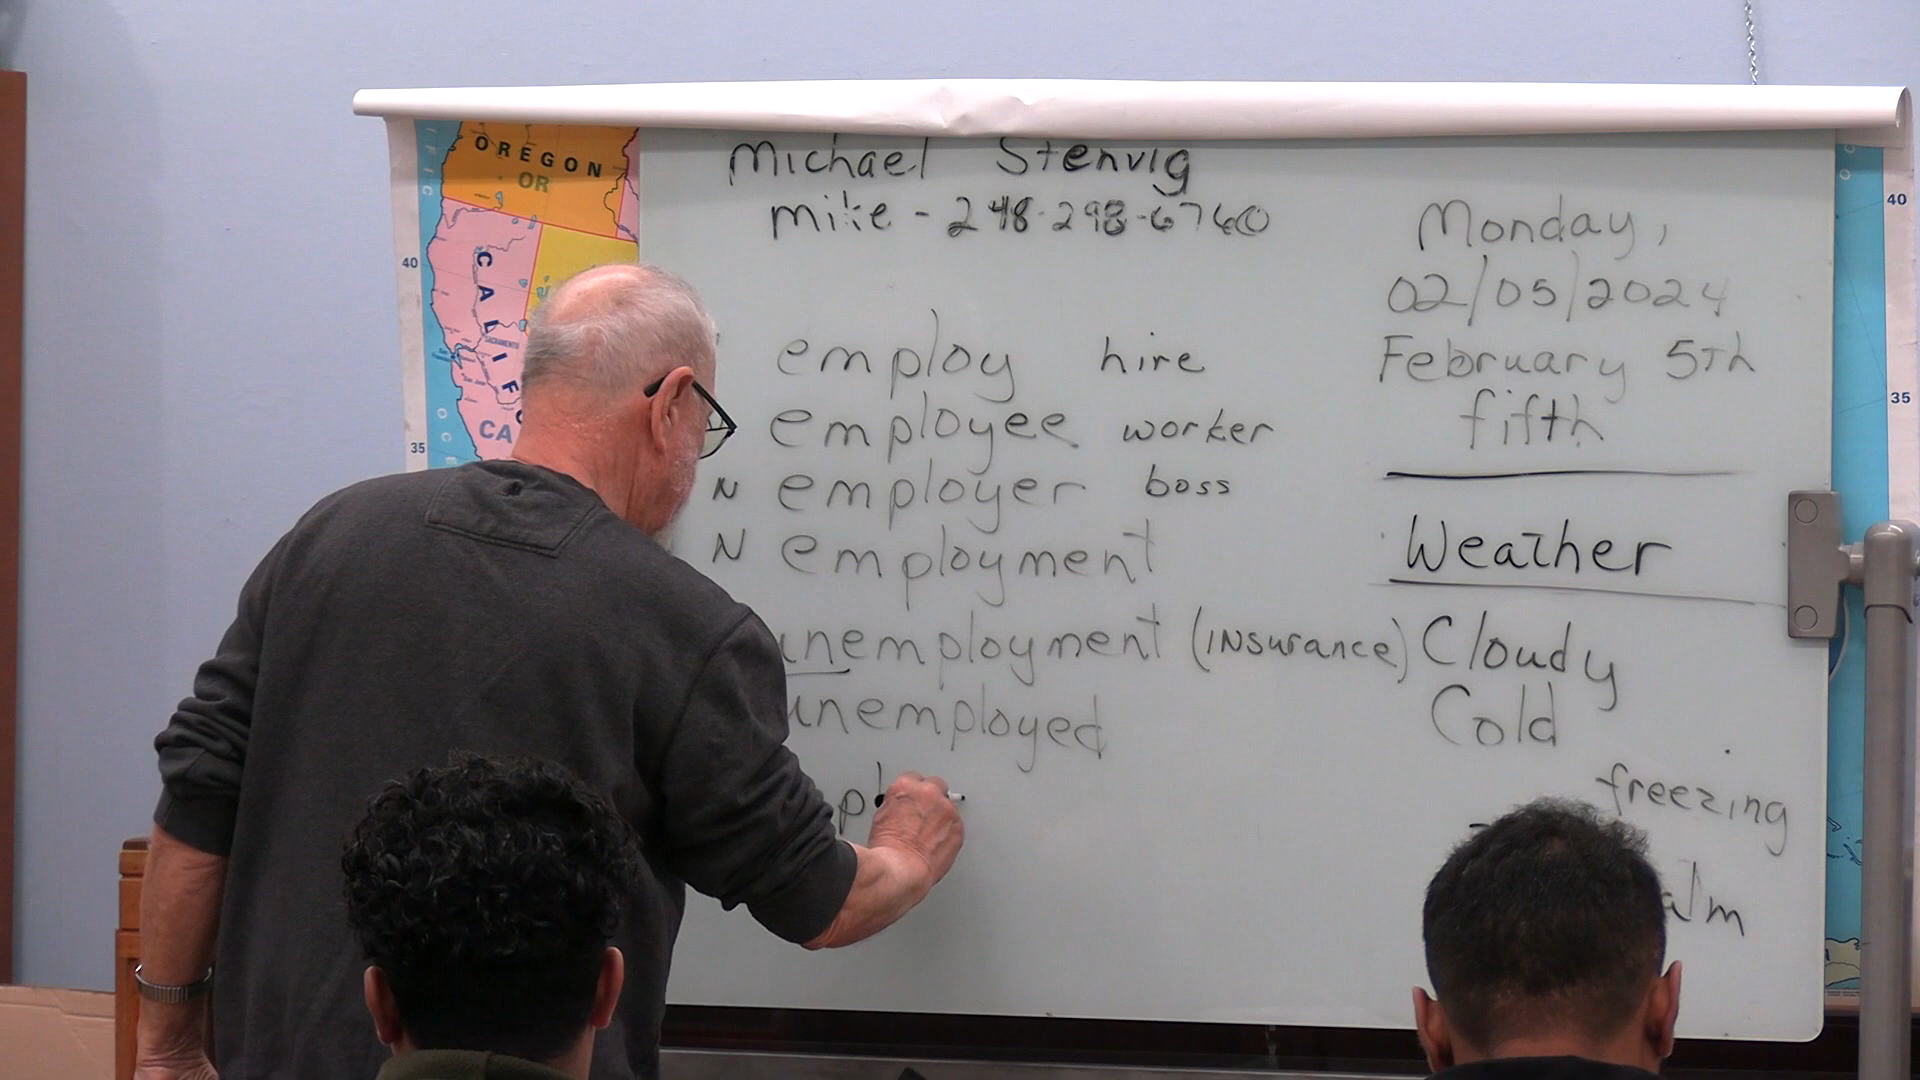 Michael Stenvig
mike - 248-298-6760
employ hire
employee worker
N employer boss
N employment
unemployment (insurance)
unemployed
Monday,
02/05/2024
February 5th
fifth
Weather
Cloudy
Cold
freezing
OREGON
OR
CALIF
SACRAMENTO
CA
40
35
40
35